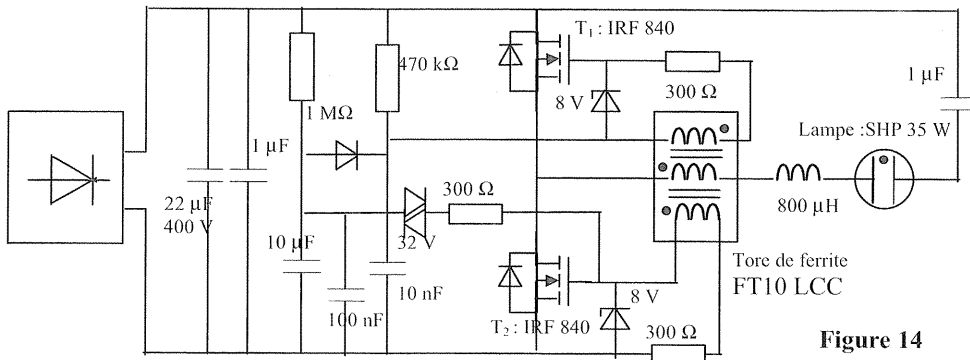 T1 : IRF 840
470 kΩ
1 µF
8 V
300 Ω
1 MΩ
Lampe :SHP 35 W
1 µF
300 Ω
22 µF
400 V
800 µH
32 V
10 µF
Tore de ferrite
FT10 LCC
10 nF
8 V
100 nF
T2 : IRF 840
300 Ω
Figure 14